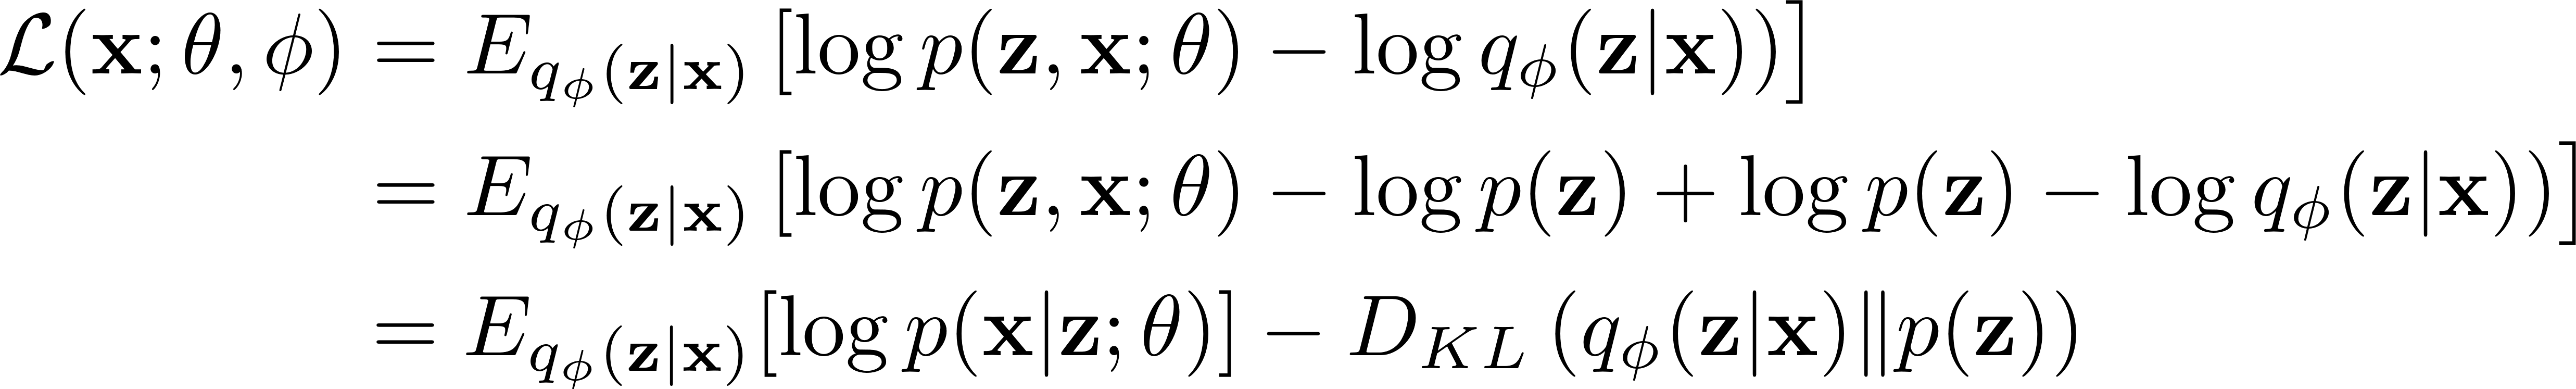 𝓛(𝐱; θ, ϕ) = E_{q_ϕ(𝐳|𝐱)} [log p(𝐳, 𝐱; θ) − log q_ϕ(𝐳|𝐱))]
= E_{q_ϕ(𝐳|𝐱)} [log p(𝐳, 𝐱; θ) − log p(𝐳) + log p(𝐳) − log q_ϕ(𝐳|𝐱))]
= E_{q_ϕ(𝐳|𝐱)} [log p(𝐱|𝐳; θ)] − D_{KL} (q_ϕ(𝐳|𝐱)‖p(𝐳))